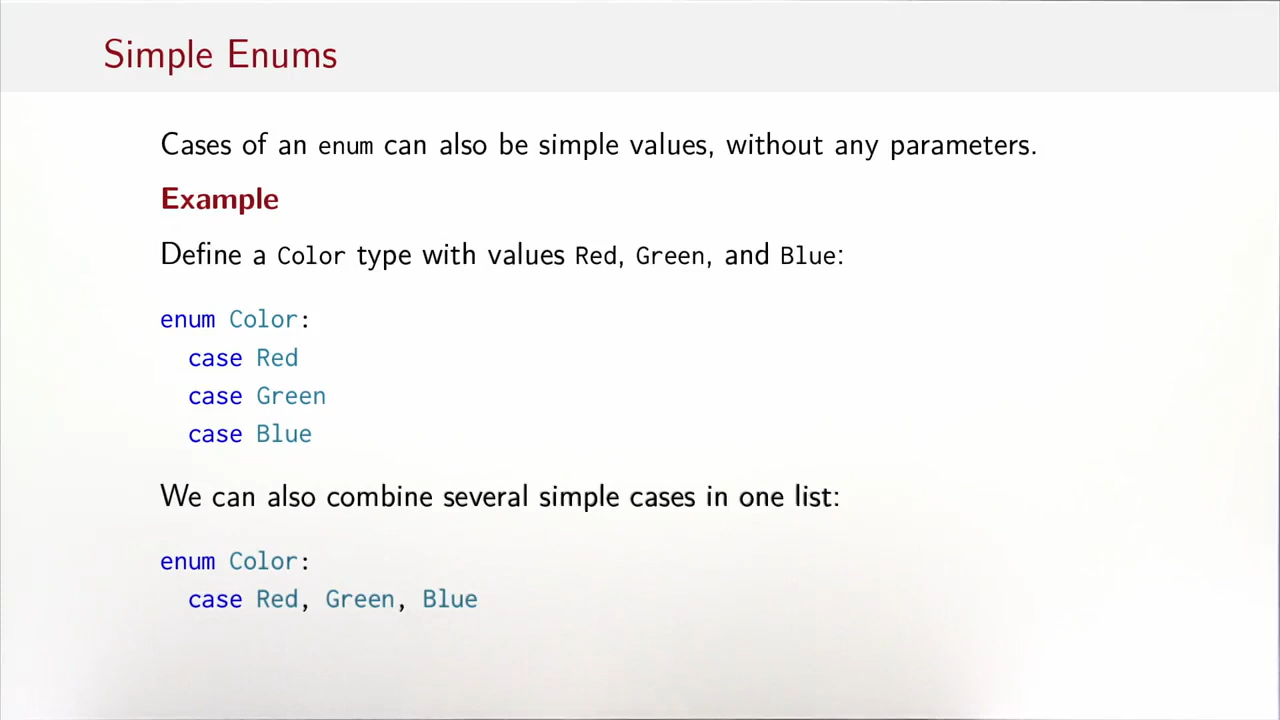 Simple Enums
Cases of an enum can also be simple values, without any parameters.
Example
Define a Color type with values Red, Green, and Blue:
enum Color:
  case Red
  case Green
  case Blue
We can also combine several simple cases in one list:
enum Color:
  case Red, Green, Blue